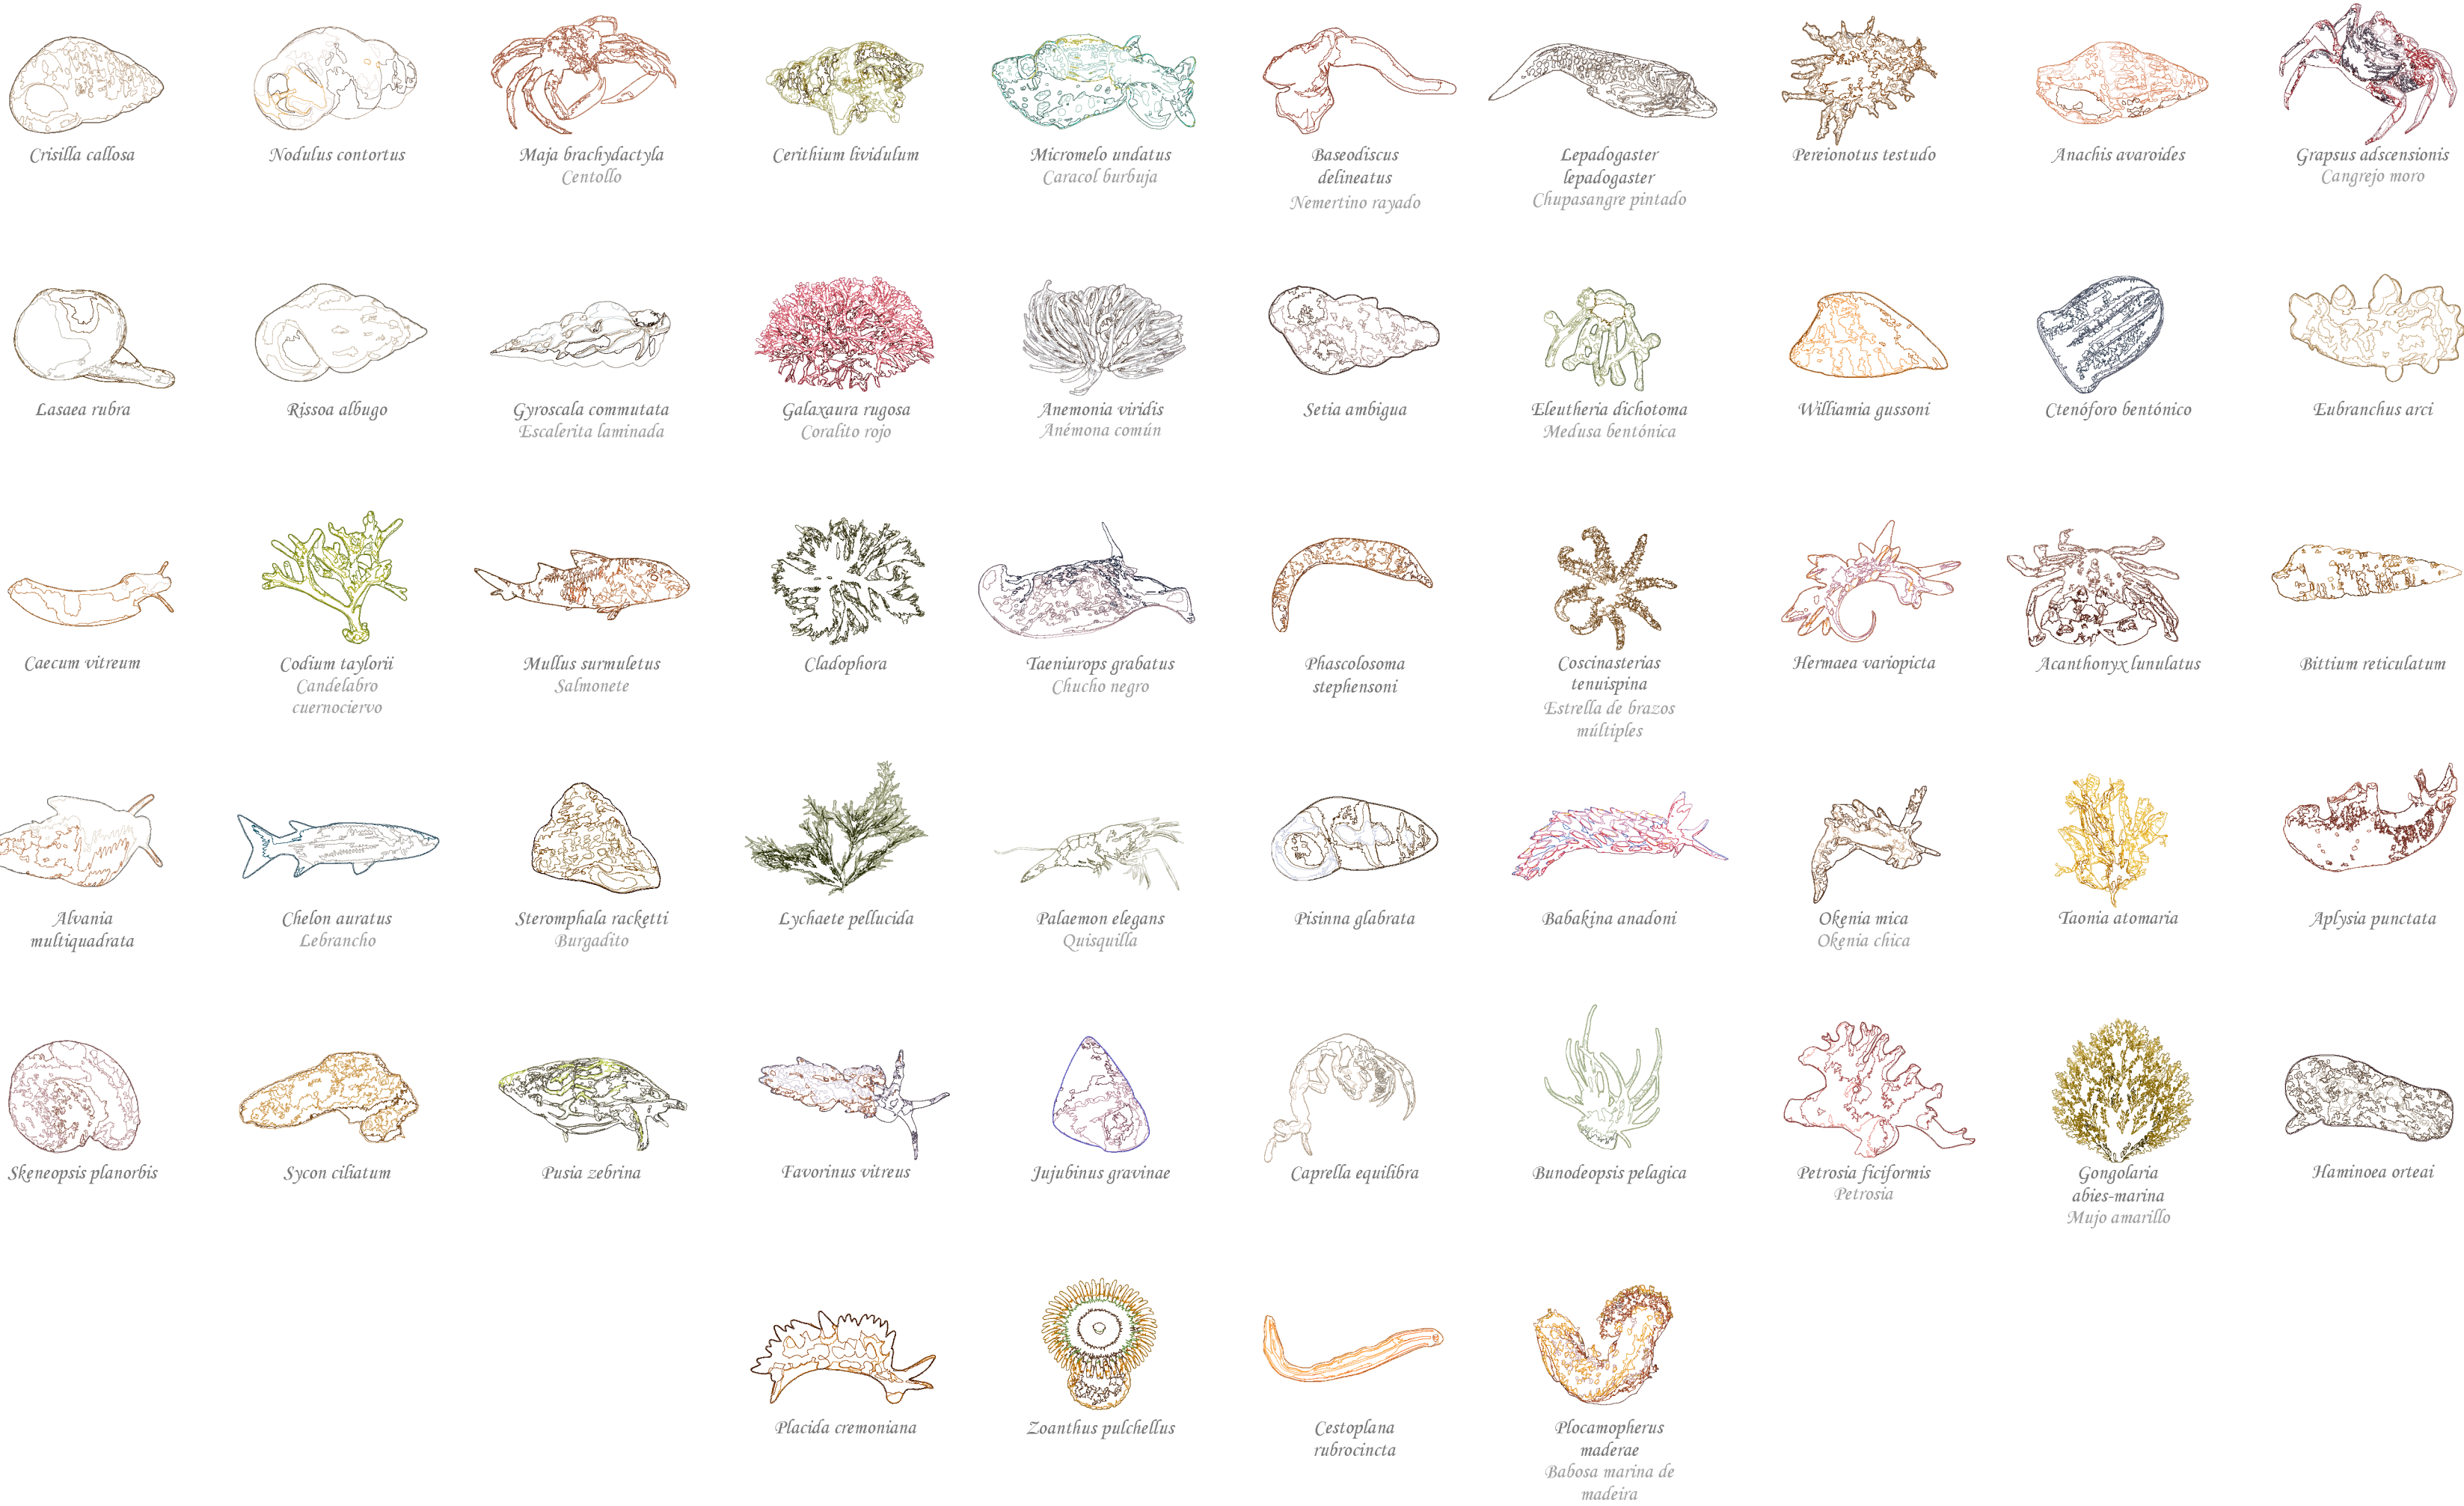 Crisilla callosa
Nodulus contortus
Maja brachydactyla
Centollo
Cerithium lividulum
Micromelo undatus
Caracol burbuja
Baseodiscus
delineatus
Nemertino rayado
Lepadogaster
lepadogaster
Chupasangre pintado
Pereionotus testudo
Anachis avaroides
Grapsus adscensionis
Cangrejo moro
Lasaea rubra
Rissoa albugo
Gyroscala commutata
Escalerita laminada
Galaxaura rugosa
Coralito rojo
Anemonia viridis
Anémona común
Setia ambigua
Eleutheria dichotoma
Medusa bentónica
Williamia gussoni
Ctenóforo bentónico
Eubranchus arci
Caecum vitreum
Codium taylorii
Candelabro
cuernociervo
Mullus surmuletus
Salmonete
Cladophora
Taeniurops grabatus
Chucho negro
Phascolosoma
stephensoni
Coscinasterias
tenuispina
Estrella de brazos
múltiples
Hermaea variopicta
Acanthonyx lunulatus
Bittium reticulatum
Alvania
multiquadrata
Chelon auratus
Lebrancho
Steromphala racketti
Burgadito
Lychaete pellucida
Palaemon elegans
Quisquilla
Pisinna glabrata
Babakina anadoni
Okenia mica
Okenia chica
Taonia atomaria
Aplysia punctata
Skeneopsis planorbis
Sycon ciliatum
Pusia zebrina
Favorinus vitreus
Jujubinus gravinae
Caprella equilibra
Bunodeopsis pelagica
Petrosia ficiformis
Petrosia
Gongolaria
abies-marina
Mujo amarillo
Haminoea orteai
Placida cremoniana
Zoanthus pulchellus
Cestoplana
rubrocincta
Plocamopherus
maderae
Babosa marina de
madeira